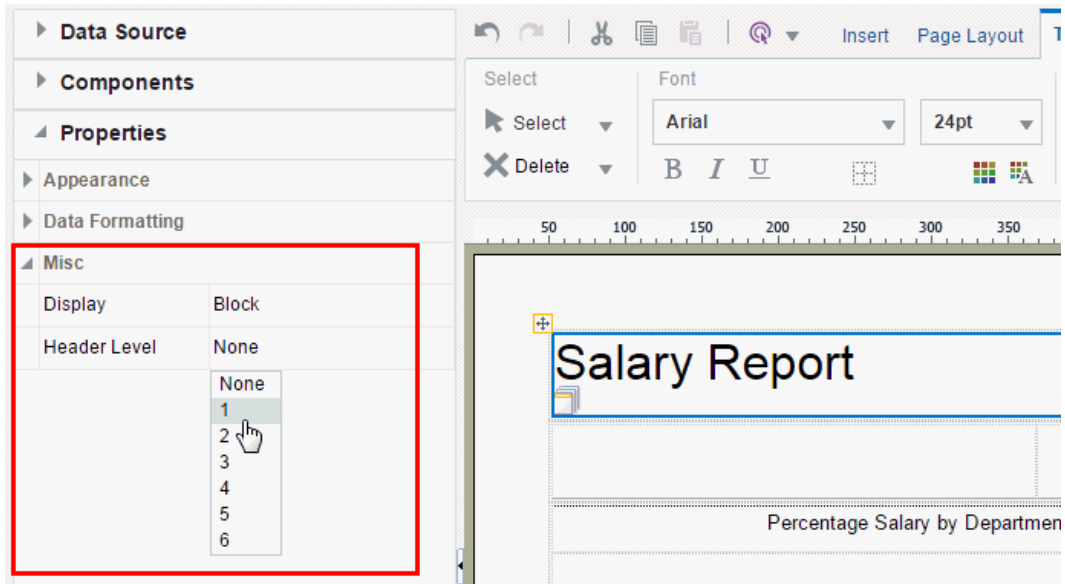 Data Source
Components
Properties
Appearance
Data Formatting
Misc
Display Block
Header Level None
None
1
2
3
4
5
6
Insert Page Layout T
Select Font
Select Arial 24pt
Delete B I U A
50 100 150 200 250 300 350
Salary Report
Percentage Salary by Departmen